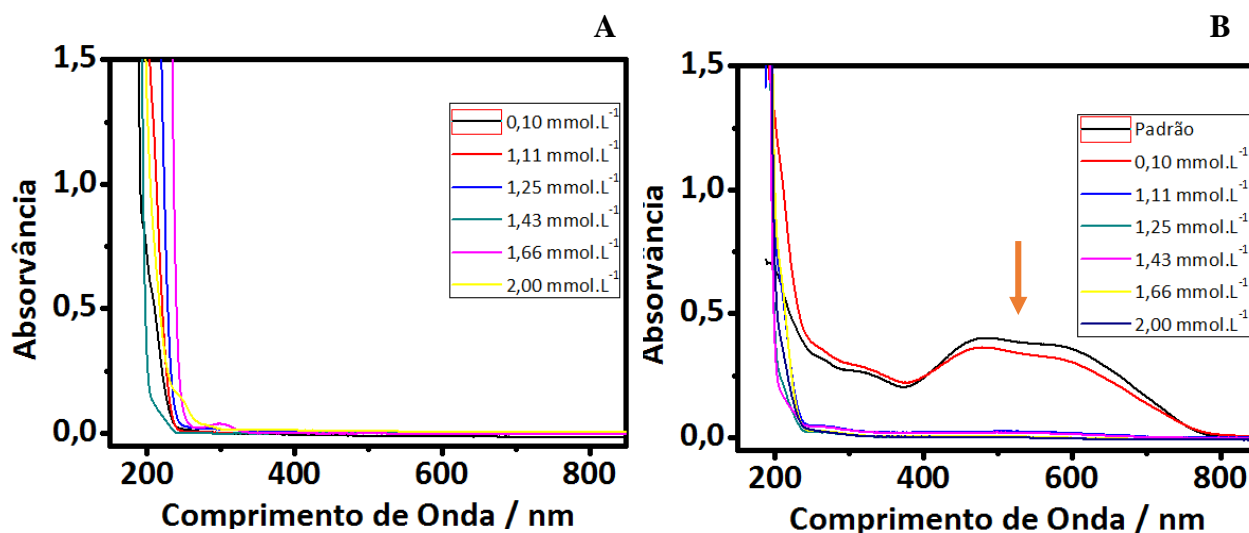 A
1,5
1,0
0,5
0,0
Absorvância
0,10 mmol.L⁻¹
1,11 mmol.L⁻¹
1,25 mmol.L⁻¹
1,43 mmol.L⁻¹
1,66 mmol.L⁻¹
2,00 mmol.L⁻¹
200 400 600 800
Comprimento de Onda / nm
B
1,5
1,0
0,5
0,0
Absorvância
Padrão
0,10 mmol.L⁻¹
1,11 mmol.L⁻¹
1,25 mmol.L⁻¹
1,43 mmol.L⁻¹
1,66 mmol.L⁻¹
2,00 mmol.L⁻¹
200 400 600 800
Comprimento de Onda / nm